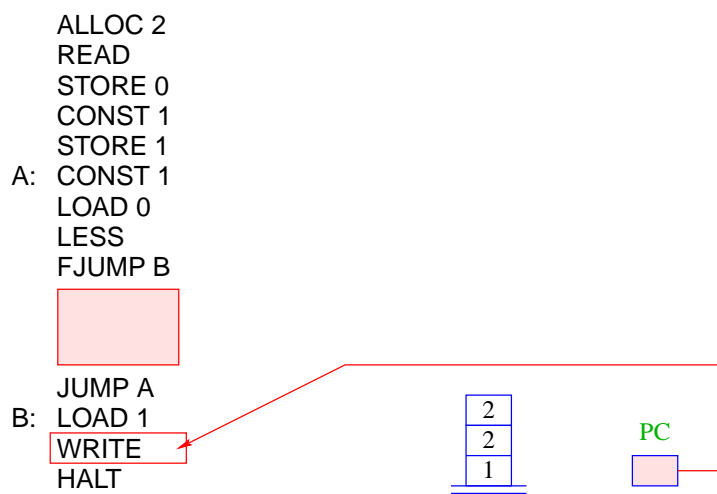 ALLOC 2
READ
STORE 0
CONST 1
STORE 1
A: CONST 1
LOAD 0
LESS
FJUMP B
JUMP A
B: LOAD 1
WRITE
HALT
2
2
1
PC